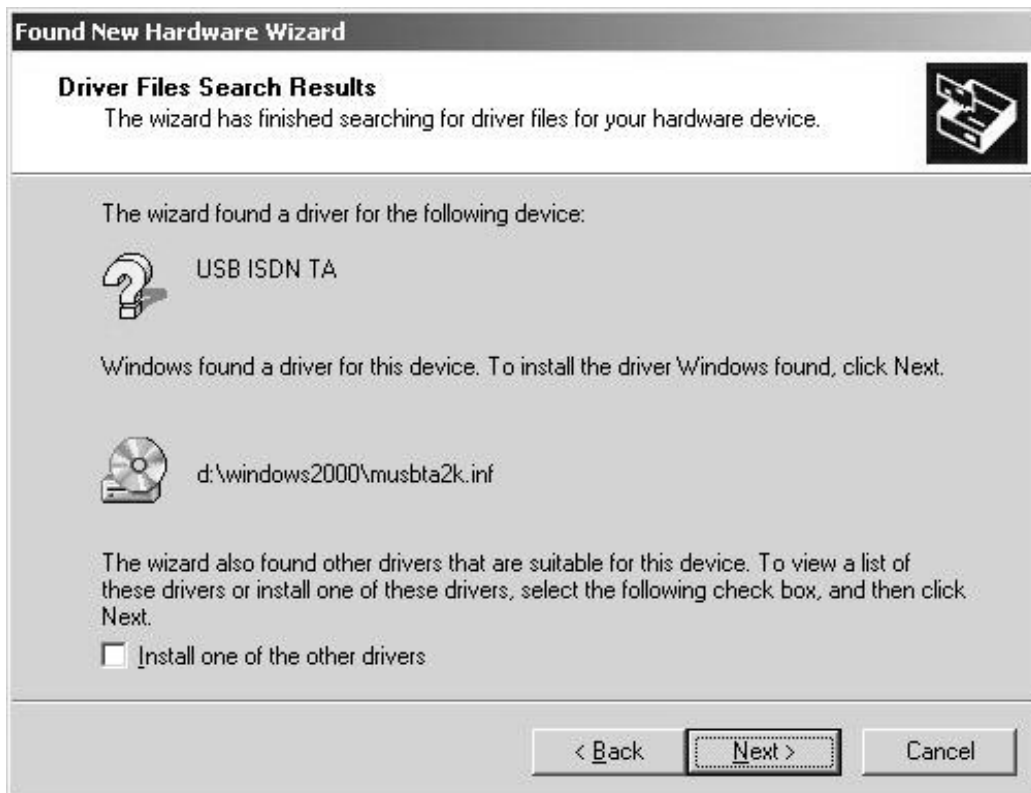 Found New Hardware Wizard
Driver Files Search Results
The wizard has finished searching for driver files for your hardware device.
The wizard found a driver for the following device:
USB ISDN TA
Windows found a driver for this device. To install the driver Windows found, click Next.
d:\windows2000\musbta2k.inf
The wizard also found other drivers that are suitable for this device. To view a list of
these drivers or install one of these drivers, select the following check box, and then click
Next.
Install one of the other drivers
< Back Next > Cancel